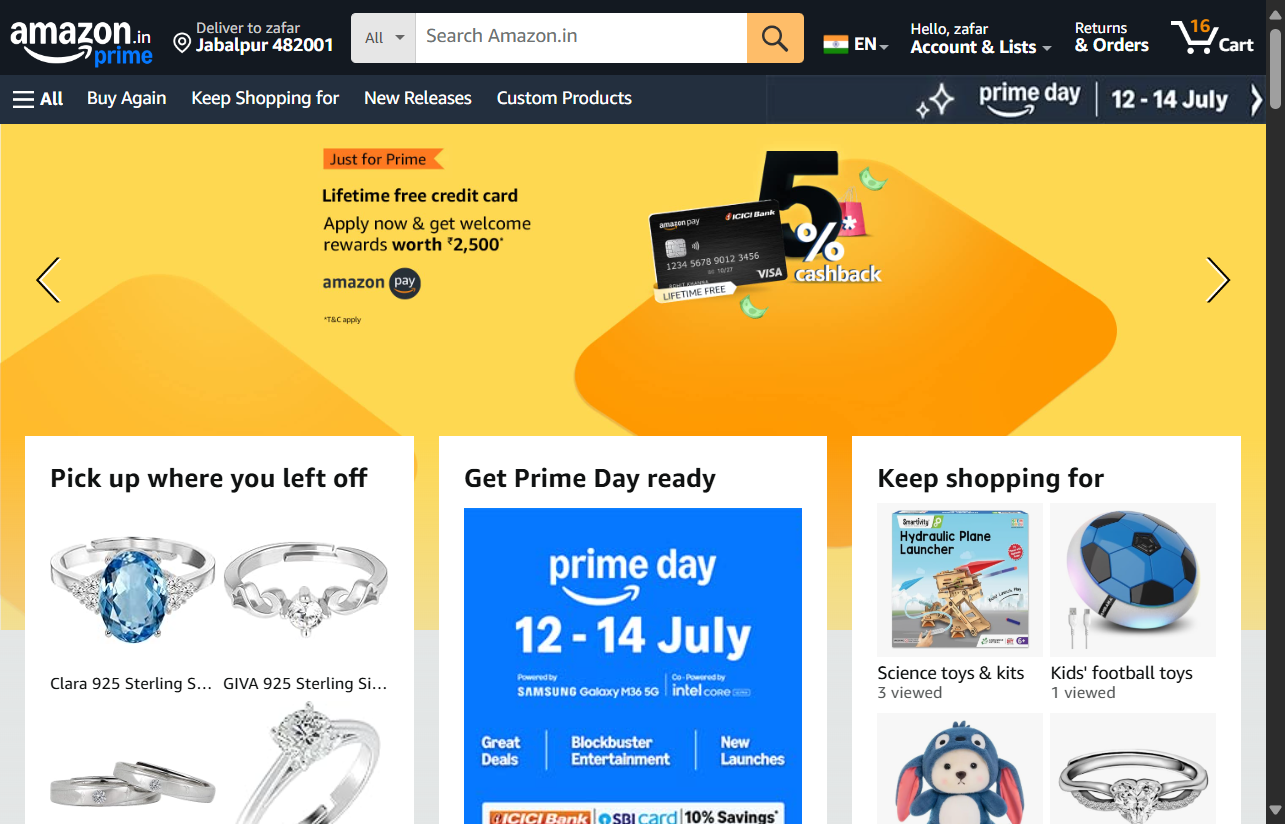 amazon.in
prime
Deliver to zafar
Jabalpur 482001
All
Search Amazon.in
EN
Hello, zafar
Account & Lists
Returns
& Orders
16
Cart
All
Buy Again
Keep Shopping for
New Releases
Custom Products
prime day
12 - 14 July
Just for Prime
Lifetime free credit card
Apply now & get welcome
rewards worth ₹2,500*
amazon pay
*T&C apply
amazon pay
ICICI Bank
1234 5678 9012 3456
VISA
LIFETIME FREE
5%*
cashback
Pick up where you left off
Clara 925 Sterling S...
GIVA 925 Sterling Si...
Get Prime Day ready
prime day
12 - 14 July
Powered by
SAMSUNG Galaxy M36 5G
Co - Powered by
intel core
Great
Deals
Blockbuster
Entertainment
New
Launches
ICICI Bank
SBI card
10% Savings*
Keep shopping for
Smartivity
Hydraulic Plane
Launcher
Science toys & kits
3 viewed
Kids' football toys
1 viewed